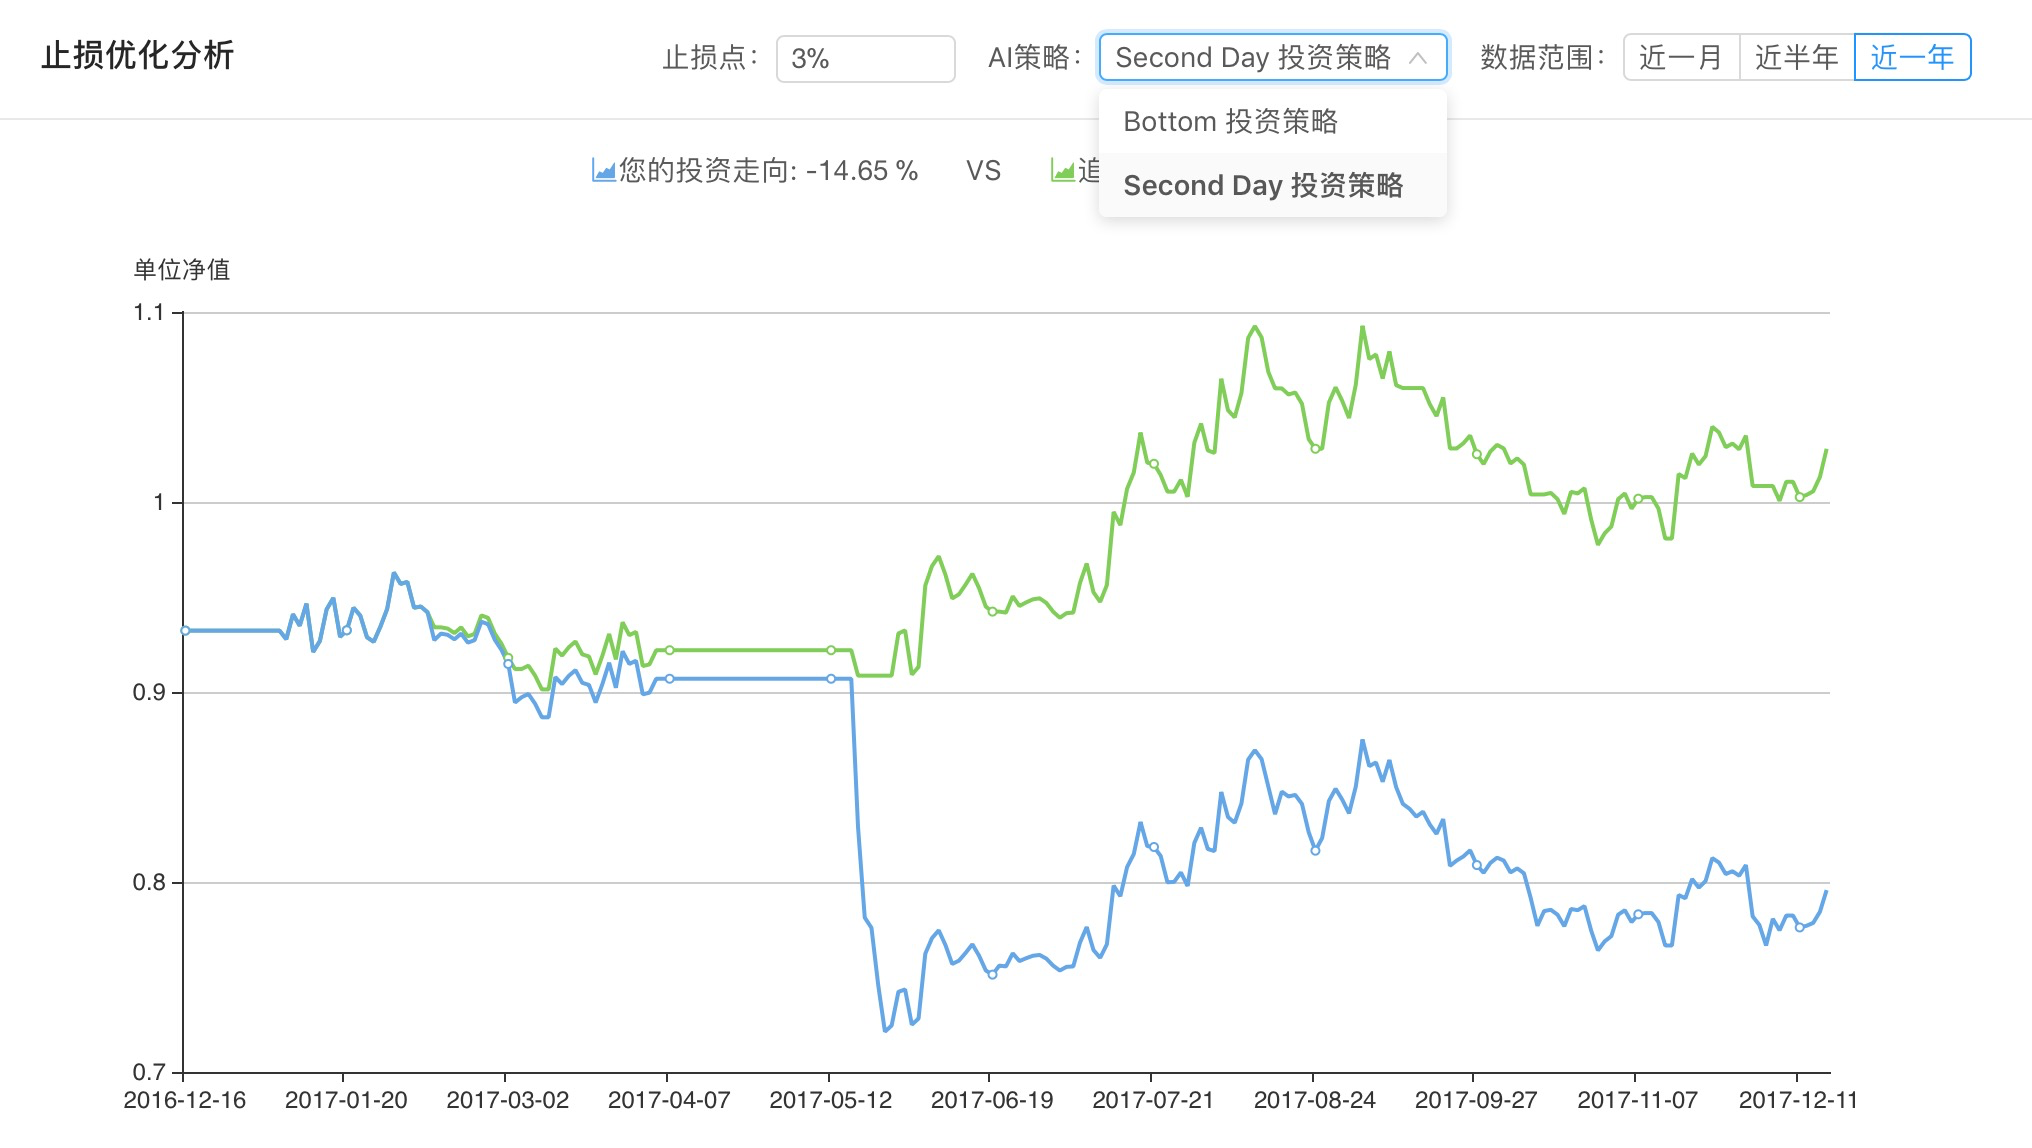 止损优化分析
止损点： 3% AI策略： Second Day 投资策略 数据范围： 近一月 近半年 近一年
Bottom 投资策略
Second Day 投资策略
您的投资走向: -14.65 % VS 追
单位净值
1.1
1
0.9
0.8
0.7
2016-12-16 2017-01-20 2017-03-02 2017-04-07 2017-05-12 2017-06-19 2017-07-21 2017-08-24 2017-09-27 2017-11-07 2017-12-11